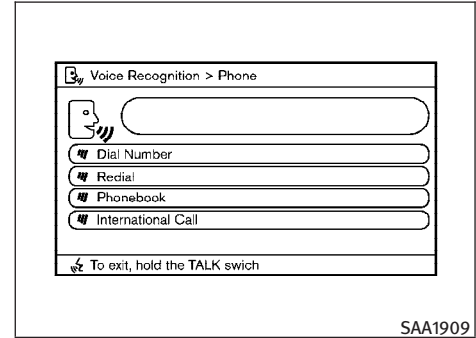 Voice Recognition > Phone
Dial Number
Redial
Phonebook
International Call
To exit, hold the TALK swich
SAA1909